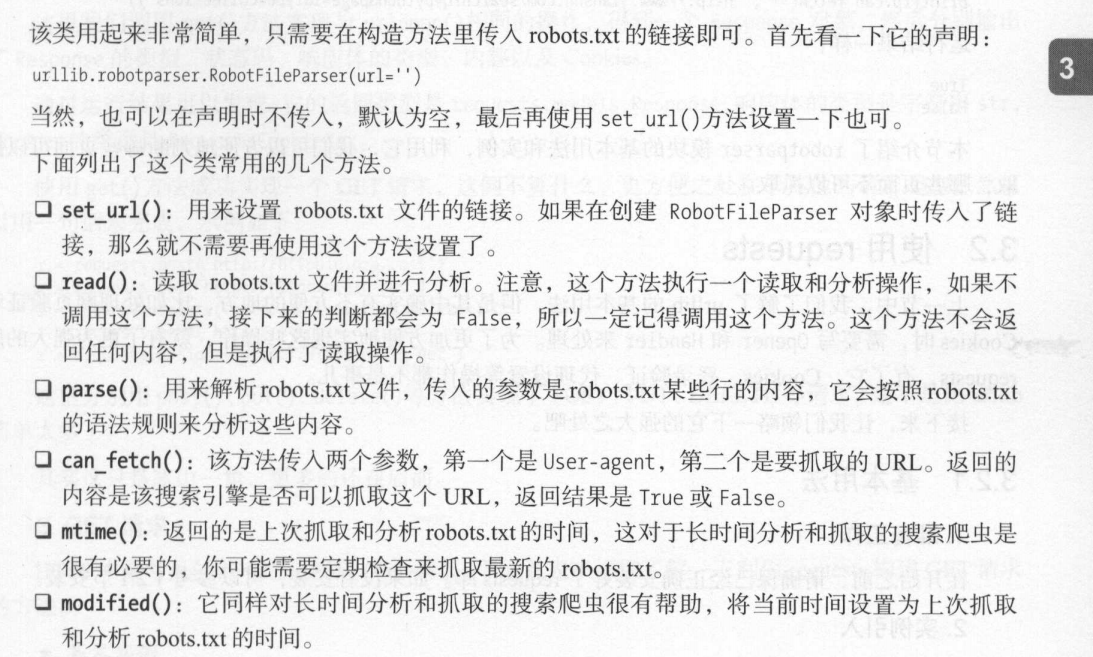 该类用起来非常简单，只需要在构造方法里传入 robots.txt 的链接即可。首先看一下它的声明：
urllib.robotparser.RobotFileParser(url='')
3
当然，也可以在声明时不传入，默认为空，最后再使用 set_url()方法设置一下也可。
下面列出了这个类常用的几个方法。
❑ set_url()：用来设置 robots.txt 文件的链接。如果在创建 RobotFileParser 对象时传入了链
接，那么就不需要再使用这个方法设置了。
❑ read()：读取 robots.txt 文件并进行分析。注意，这个方法执行一个读取和分析操作，如果不
调用这个方法，接下来的判断都会为 False，所以一定记得调用这个方法。这个方法不会返
回任何内容，但是执行了读取操作。
❑ parse()：用来解析 robots.txt 文件，传入的参数是 robots.txt 某些行的内容，它会按照 robots.txt
的语法规则来分析这些内容。
❑ can_fetch()：该方法传入两个参数，第一个是 User-agent，第二个是要抓取的 URL。返回的
内容是该搜索引擎是否可以抓取这个 URL，返回结果是 True 或 False。
❑ mtime()：返回的是上次抓取和分析 robots.txt 的时间，这对于长时间分析和抓取的搜索爬虫是
很有必要的，你可能需要定期检查来抓取最新的 robots.txt。
❑ modified()：它同样对长时间分析和抓取的搜索爬虫很有帮助，将当前时间设置为上次抓取
和分析 robots.txt 的时间。